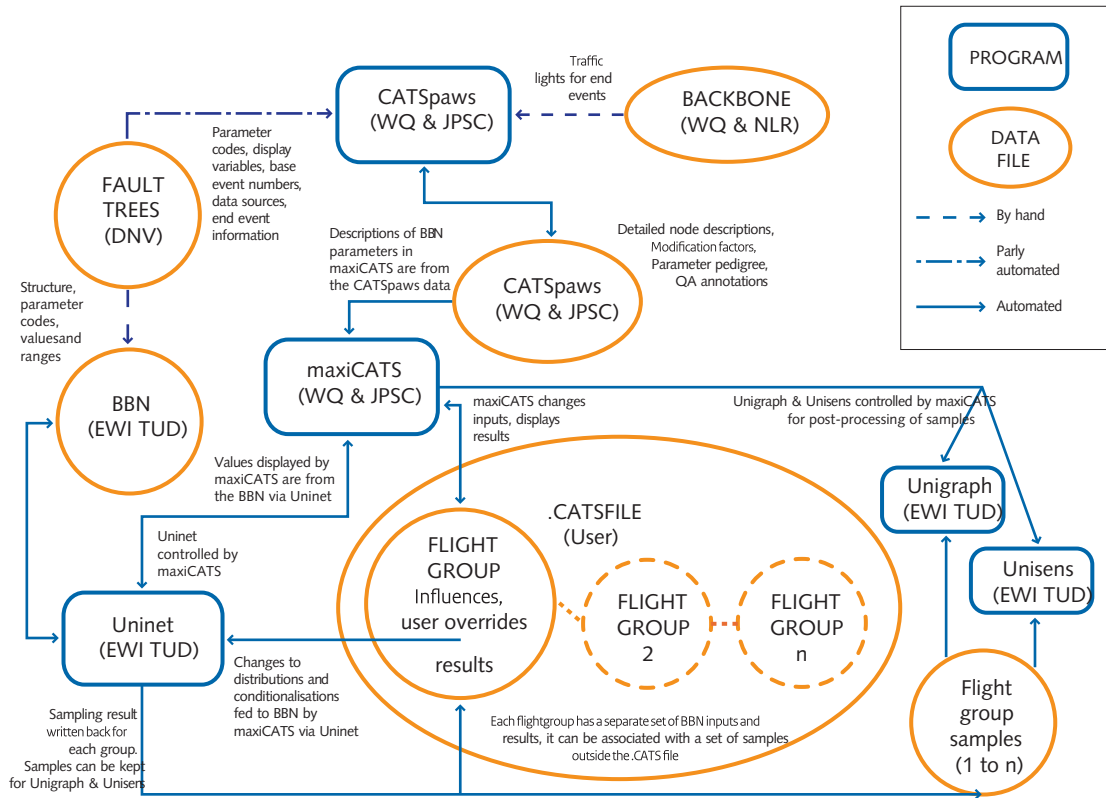 Traffic
lights for end
events
CATSpaws
(WQ & JPSC)
BACKBONE
(WQ & NLR)
PROGRAM
DATA
FILE
By hand
Parly
automated
Automated
FAULT
TREES
(DNV)
Parameter
codes, display
variables, base
event numbers,
data sources,
end event
information
Descriptions of BBN
parameters in
maxiCATS are from
the CATSpaws data
Detailed node descriptions,
Modification factors,
Parameter pedigree,
QA annotations
CATSpaws
(WQ & JPSC)
Structure,
parameter
codes,
valuesand
ranges
BBN
(EWI TUD)
maxiCATS
(WQ & JPSC)
maxiCATS changes
inputs, displays
results
Unigraph & Unisens controlled by maxiCATS
for post-processing of samples
Values displayed by
maxiCATS are from
the BBN via Uninet
Unigraph
(EWI TUD)
.CATSFILE
(User)
Uninet
controlled by
maxiCATS
FLIGHT
GROUP
Influences,
user overrides
results
FLIGHT
GROUP
2
FLIGHT
GROUP
n
Unisens
(EWI TUD)
Uninet
(EWI TUD)
Changes to
distributions and
conditionalisations
fed to BBN by
maxiCATS via Uninet
Sampling result
written back for
each group.
Samples can be kept
for Unigraph & Unisers
Each flightgroup has a separate set of BBN inputs and
results, it can be associated with a set of samples
outside the .CATS file
Flight
group
samples
(1 to n)